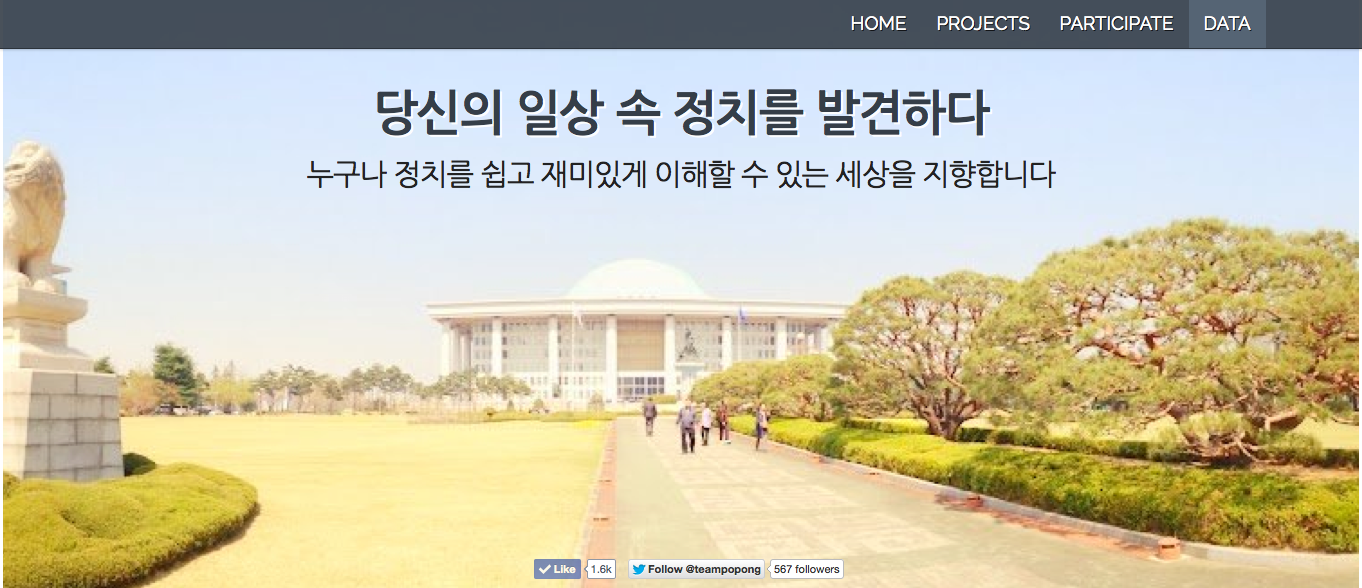 HOME PROJECTS PARTICIPATE DATA
당신의 일상 속 정치를 발견하다
누구나 정치를 쉽고 재미있게 이해할 수 있는 세상을 지향합니다
Like 1.6k Follow @teampopong 567 followers